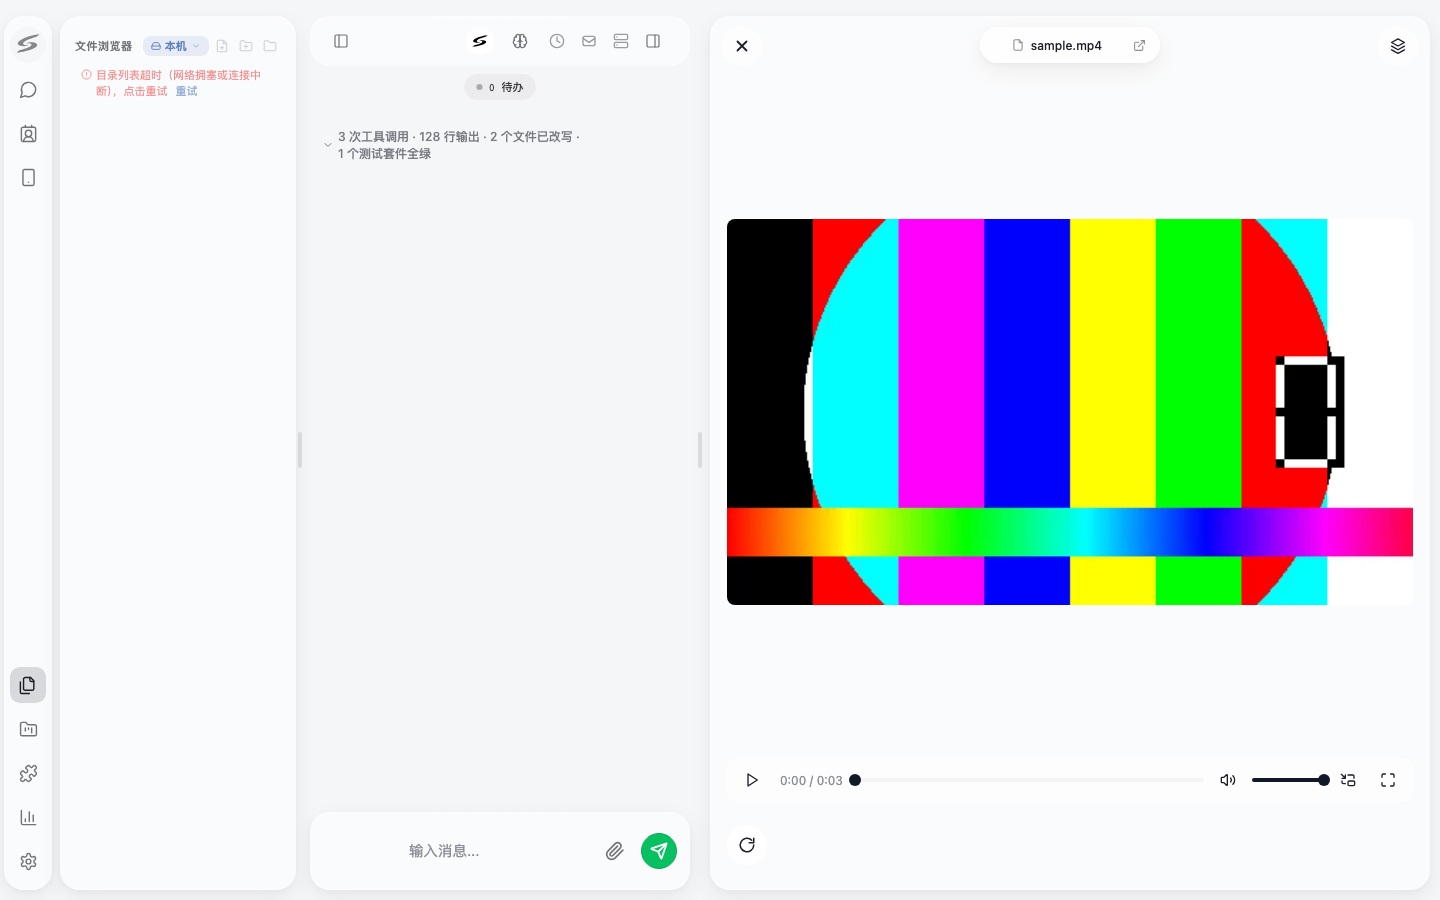 文件浏览器
本机
目录列表超时（网络拥塞或连接中
断），点击重试 重试
0 待办
3 次工具调用 · 128 行输出 · 2 个文件已改写 ·
1 个测试套件全绿
输入消息...
sample.mp4
0:00 / 0:03